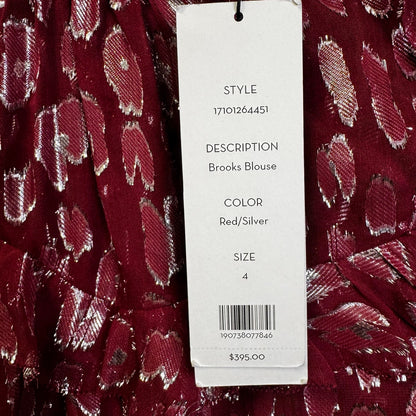 STYLE
17101264451
DESCRIPTION
Brooks Blouse
COLOR
Red/Silver
SIZE
4
190738077846
$395.00